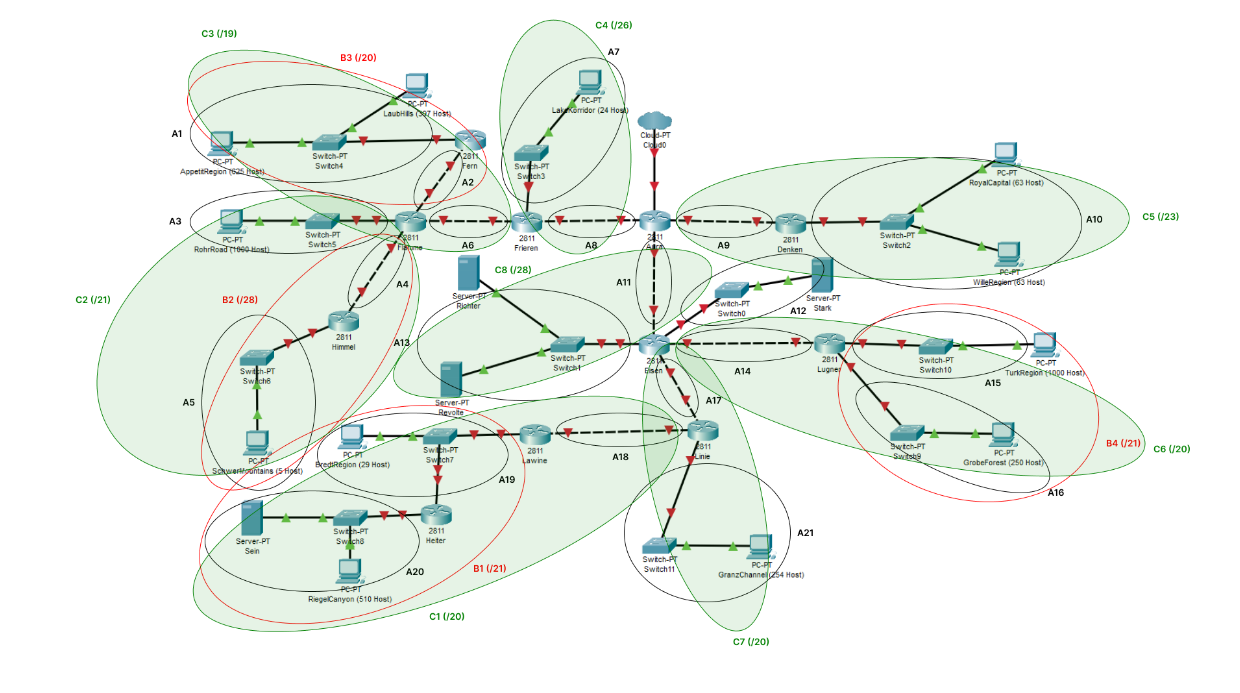 C3 (/19)
C4 (/26)
A7
B3 (/20)
PC-PT
LaubHills (397 Host)
PC-PT
LakeKorridor (24 Host)
A1
Cloud-PT
Cloud0
PC-PT
AppetitRegion (625 Host)
Switch-PT
Switch4
2811
Fern
Switch-PT
Switch3
PC-PT
RoyalCapital (63 Host)
A2
A3
PC-PT
RohrRoad (1000 Host)
Switch-PT
Switch5
2811
Flamme
A6
2811
Frieren
A8
2811
A9
2811
Denken
Switch-PT
Switch2
A10
C5 (/23)
PC-PT
WilleRegion (63 Host)
C8 (/28)
A4
Server-PT
Richter
A11
Switch-PT
Switch0
Server-PT
Stark
A12
C2 (/21)
B2 (/28)
2811
Himmel
A13
Switch-PT
Switch1
2811
Eisen
A14
2811
Lugner
Switch-PT
Switch10
A15
PC-PT
TurkRegion (1000 Host)
Switch-PT
Switch6
A5
Server-PT
Revolte
A17
PC-PT
SchwerMountains (5 Host)
PC-PT
BredtRegion (29 Host)
Switch-PT
Switch7
2811
Lawine
A18
2811
Linie
Switch-PT
Switch9
PC-PT
GrobeForest (250 Host)
B4 (/21)
C6 (/20)
A19
A16
Server-PT
Sein
Switch-PT
Switch8
2811
Heiter
A21
Switch-PT
Switch11
PC-PT
GranzChannel (254 Host)
A20
B1 (/21)
PC-PT
RiegelCanyon (510 Host)
C1 (/20)
C7 (/20)